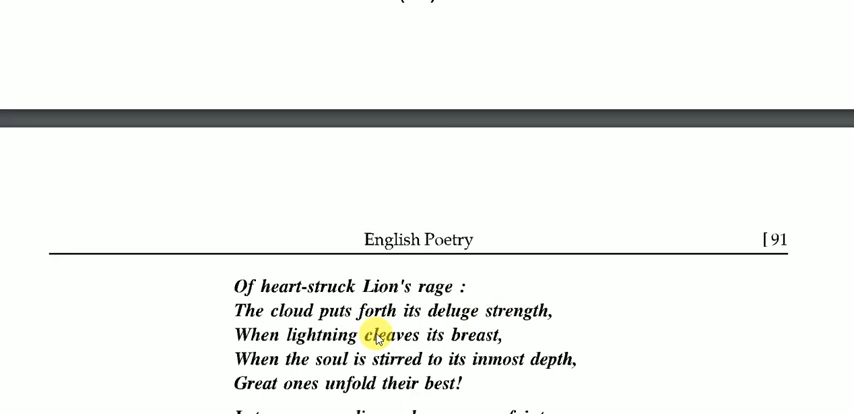 English Poetry [91
Of heart-struck Lion's rage :
The cloud puts forth its deluge strength,
When lightning cleaves its breast,
When the soul is stirred to its inmost depth,
Great ones unfold their best!